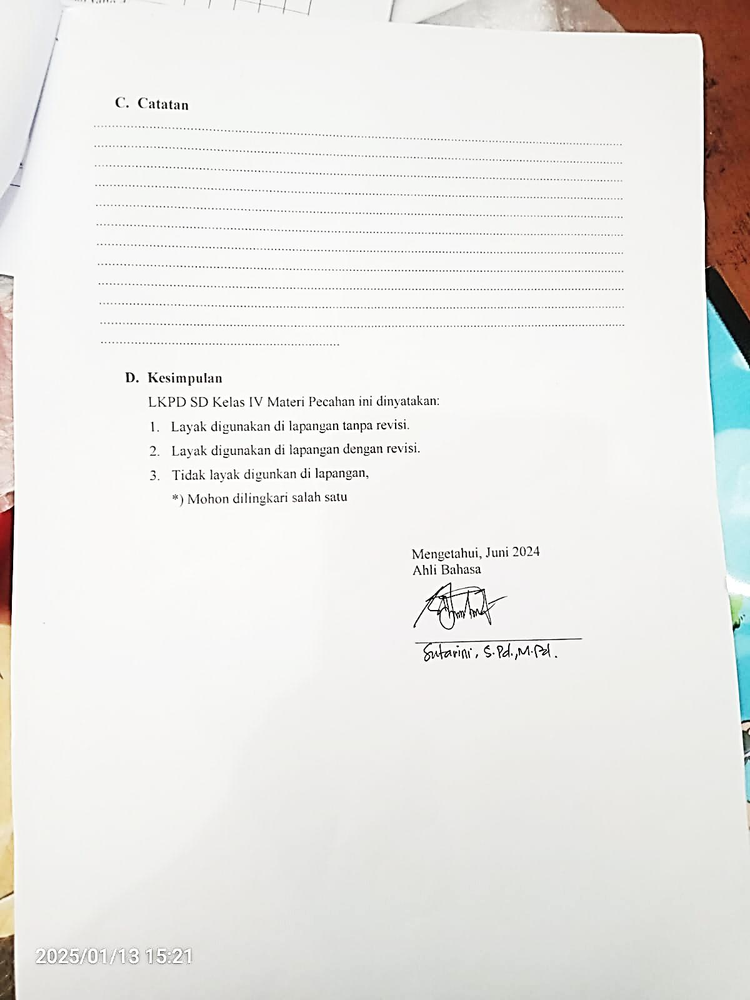 C. Catatan
D. Kesimpulan
LKPD SD Kelas IV Materi Pecahan ini dinyatakan:
1. Layak digunakan di lapangan tanpa revisi.
2. Layak digunakan di lapangan dengan revisi.
3. Tidak layak digunkan di lapangan,
*) Mohon dilingkari salah satu
Mengetahui, Juni 2024
Ahli Bahasa
Sutarini, S.Pd., M.Pd.
2025/01/13 15:21